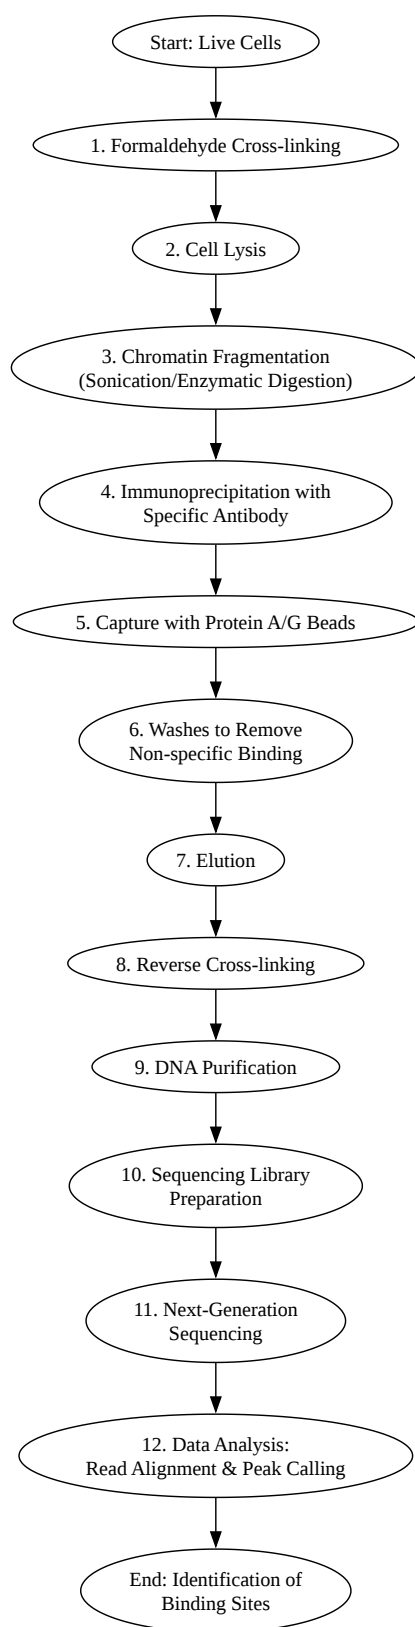 Start: Live Cells
1. Formaldehyde Cross-linking
2. Cell Lysis
3. Chromatin Fragmentation
(Sonication/Enzymatic Digestion)
4. Immunoprecipitation with
Specific Antibody
5. Capture with Protein A/G Beads
6. Washes to Remove
Non-specific Binding
7. Elution
8. Reverse Cross-linking
9. DNA Purification
10. Sequencing Library
Preparation
11. Next-Generation
Sequencing
12. Data Analysis:
Read Alignment & Peak Calling
End: Identification of
Binding Sites